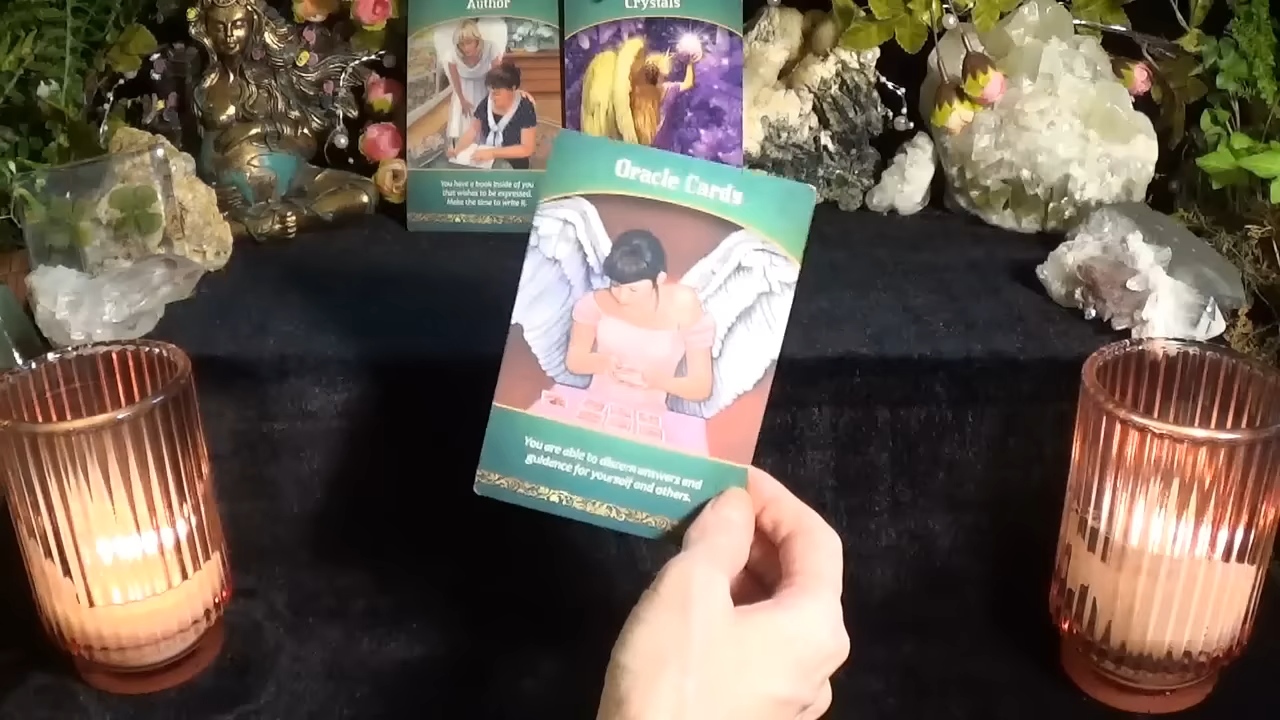 Author
Crystals
You have a book inside of you
that wishes to be expressed.
Make the time to write it.
Oracle Cards
You are able to discern answers and
guidance for yourself and others.